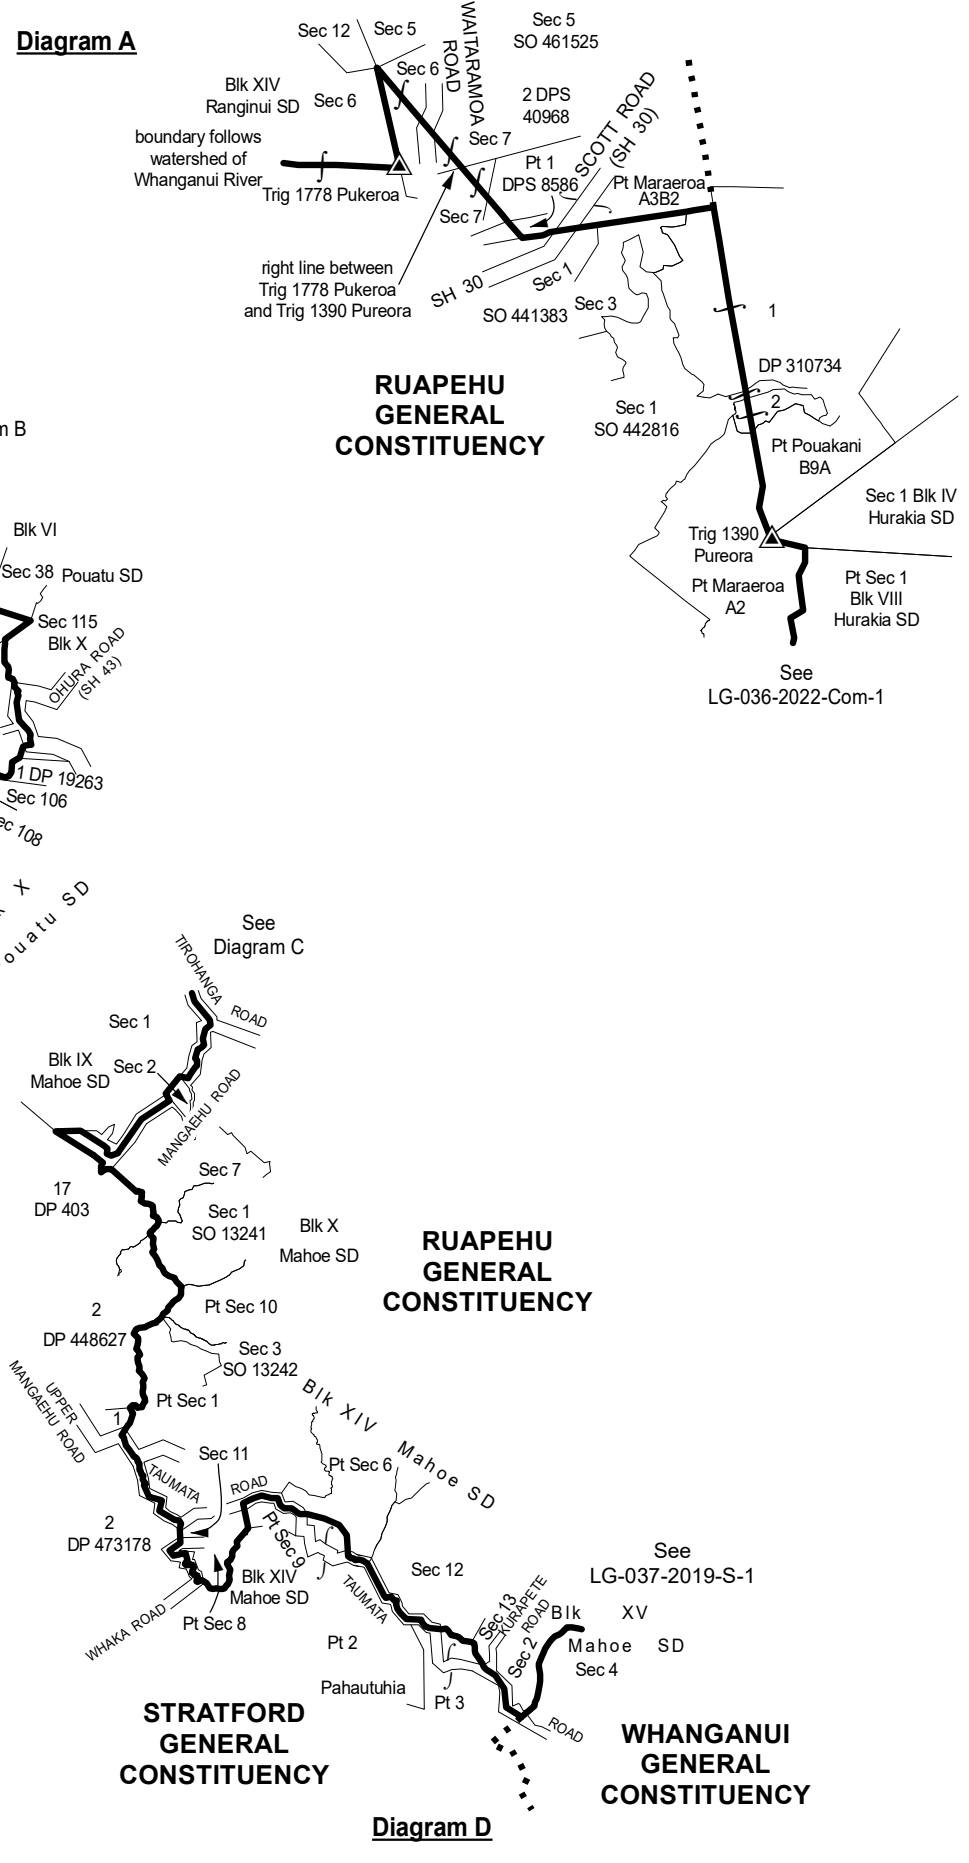 Diagram A
Sec 12
Sec 5
WAITARAMOA
ROAD
Sec 5
SO 461525
Sec 6
Blk XIV
Ranginui SD
Sec 6
2 DPS
40968
SCOTT ROAD
(SH 30)
boundary follows
watershed of
Whanganui River
Sec 7
Pt 1
DPS 8586
Pt Maraeroa
A3B2
Trig 1778 Pukeroa
Sec 7
right line between
Trig 1778 Pukeroa
and Trig 1390 Pureora
SH 30
Sec 1
SO 441383
Sec 3
1
DP 310734
2
RUAPEHU
GENERAL
CONSTITUENCY
Sec 1
SO 442816
m B
Pt Pouakani
B9A
Sec 1 Blk IV
Hurakia SD
Blk VI
Trig 1390
Pureora
Sec 38
Pouatu SD
Pt Maraeroa
A2
Pt Sec 1
Blk VIII
Hurakia SD
Sec 115
Blk X
OHURA ROAD
(SH 43)
See
LG-036-2022-Com-1
1 DP 19263
Sec 106
ec 108
X
ouatu SD
See
Diagram C
TIROHANGA
ROAD
Sec 1
Blk IX
Mahoe SD
Sec 2
MANGAEHU ROAD
Sec 7
17
DP 403
Sec 1
SO 13241
Blk X
Mahoe SD
RUAPEHU
GENERAL
CONSTITUENCY
2
DP 448627
Pt Sec 10
Sec 3
SO 13242
UPPER
MANGAEHU ROAD
Pt Sec 1
1
Blk XIV Mahoe SD
Sec 11
Pt Sec 6
TAUMATA
ROAD
2
DP 473178
Pt Sec 9
Blk XIV
Mahoe SD
Sec 12
See
LG-037-2019-S-1
TAUMATA
WHAKA ROAD
Pt Sec 8
Sec 13
KURAPETE
ROAD
Blk XV
Mahoe SD
Pt 2
Sec 2
Sec 4
Pahautuhia
Pt 3
ROAD
STRATFORD
GENERAL
CONSTITUENCY
WHANGANUI
GENERAL
CONSTITUENCY
Diagram D